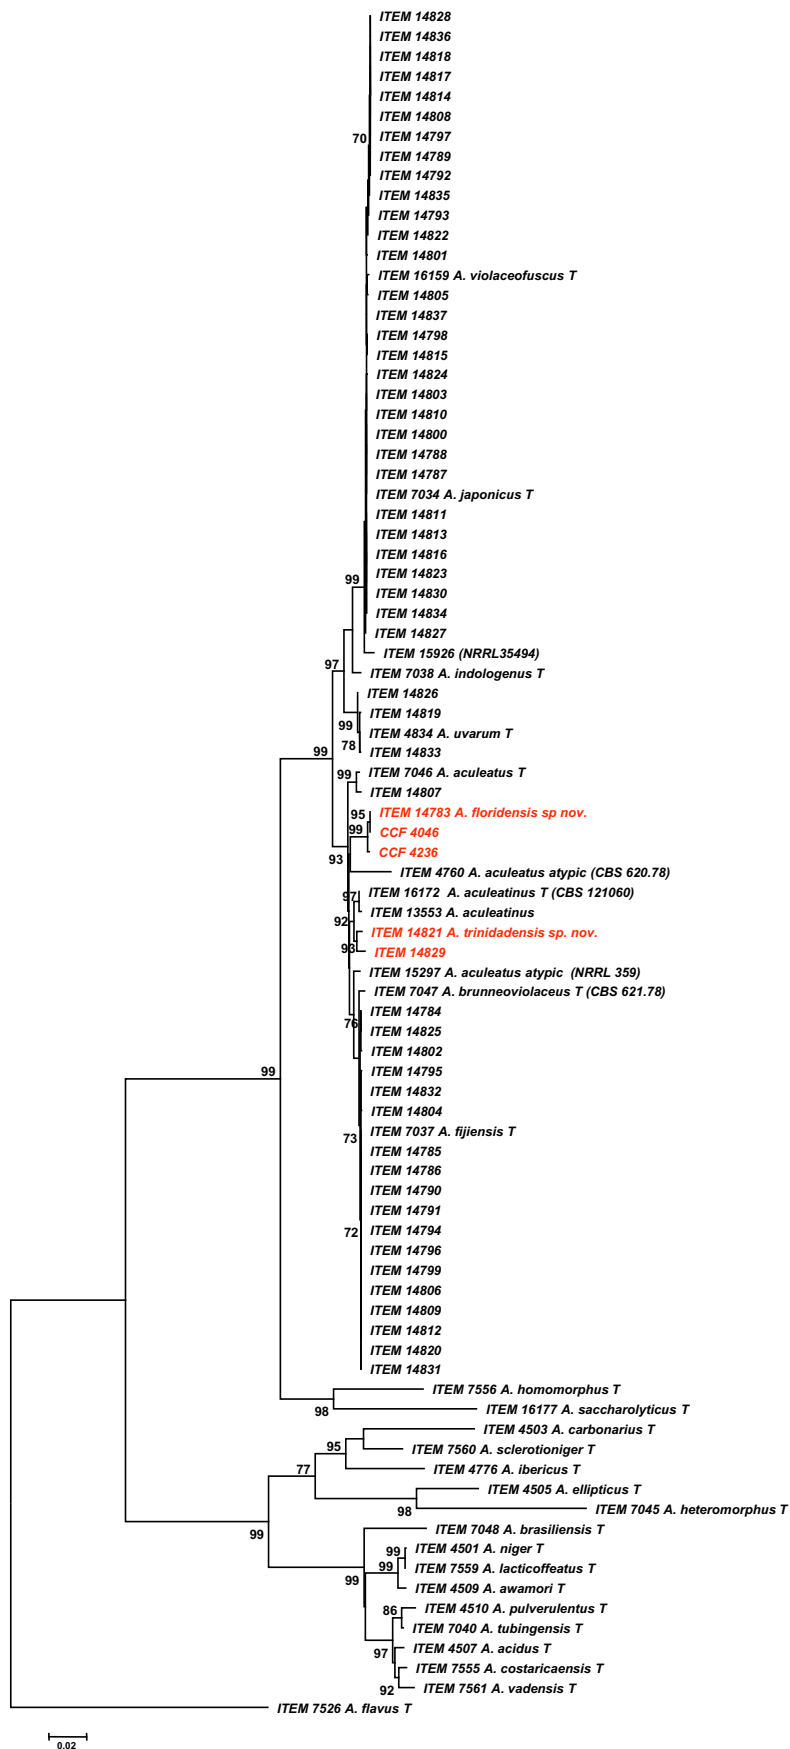 ITEM 14828
ITEM 14836
ITEM 14818
ITEM 14817
ITEM 14814
ITEM 14808
70
ITEM 14797
ITEM 14789
ITEM 14792
ITEM 14835
ITEM 14793
ITEM 14822
ITEM 14801
ITEM 16159 A. violaceofuscus T
ITEM 14805
ITEM 14837
ITEM 14798
ITEM 14815
ITEM 14824
ITEM 14803
ITEM 14810
ITEM 14800
ITEM 14788
ITEM 14787
ITEM 7034 A. japonicus T
ITEM 14811
ITEM 14813
ITEM 14816
ITEM 14823
99
ITEM 14830
ITEM 14834
ITEM 14827
ITEM 15926 (NRRL35494)
97
ITEM 7038 A. indologenus T
ITEM 14826
ITEM 14819
99
ITEM 4834 A. uvarum T
78
ITEM 14833
99
99
ITEM 7046 A. aculeatus T
ITEM 14807
95
ITEM 14783 A. floridensis sp nov.
99
CCF 4046
CCF 4236
93
ITEM 4760 A. aculeatus atypic (CBS 620.78)
97
ITEM 16172 A. aculeatinus T (CBS 121060)
ITEM 13553 A. aculeatinus
92
ITEM 14821 A. trinidadensis sp. nov.
93
ITEM 14829
ITEM 15297 A. aculeatus atypic (NRRL 359)
ITEM 7047 A. brunneoviolaceus T (CBS 621.78)
ITEM 14784
76
ITEM 14825
ITEM 14802
99
ITEM 14795
ITEM 14832
ITEM 14804
ITEM 7037 A. fijiensis T
73
ITEM 14785
ITEM 14786
ITEM 14790
ITEM 14791
72
ITEM 14794
ITEM 14796
ITEM 14799
ITEM 14806
ITEM 14809
ITEM 14812
ITEM 14820
ITEM 14831
ITEM 7556 A. homomorphus T
98
ITEM 16177 A. saccharolyticus T
ITEM 4503 A. carbonarius T
95
ITEM 7560 A. sclerotioniger T
77
ITEM 4776 A. ibericus T
ITEM 4505 A. ellipticus T
98
ITEM 7045 A. heteromorphus T
99
ITEM 7048 A. brasiliensis T
99
ITEM 4501 A. niger T
99
ITEM 7559 A. lacticoffeatus T
99
ITEM 4509 A. awamori T
86
ITEM 4510 A. pulverulentus T
ITEM 7040 A. tubingensis T
97
ITEM 4507 A. acidus T
ITEM 7555 A. costaricaensis T
92
ITEM 7561 A. vadensis T
ITEM 7526 A. flavus T
0.02